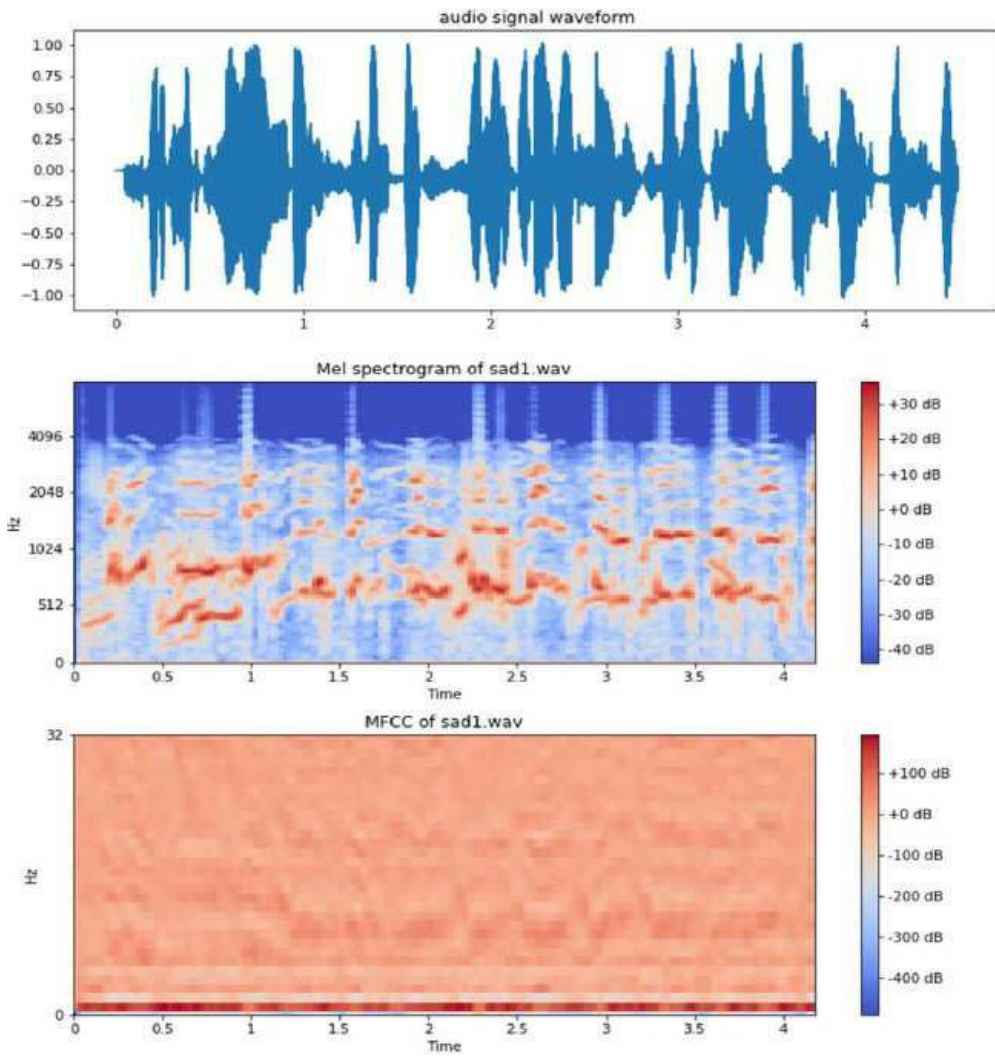 audio signal waveform
1.00
0.75
0.50
0.25
0.00
−0.25
−0.50
−0.75
−1.00
0 1 2 3 4
Mel spectrogram of sad1.wav
Hz
4096
2048
1024
512
0
+30 dB
+20 dB
+10 dB
+0 dB
-10 dB
-20 dB
-30 dB
-40 dB
0 0.5 1 1.5 2 2.5 3 3.5 4
Time
MFCC of sad1.wav
Hz
32
0
+100 dB
+0 dB
-100 dB
-200 dB
-300 dB
-400 dB
0 0.5 1 1.5 2 2.5 3 3.5 4
Time